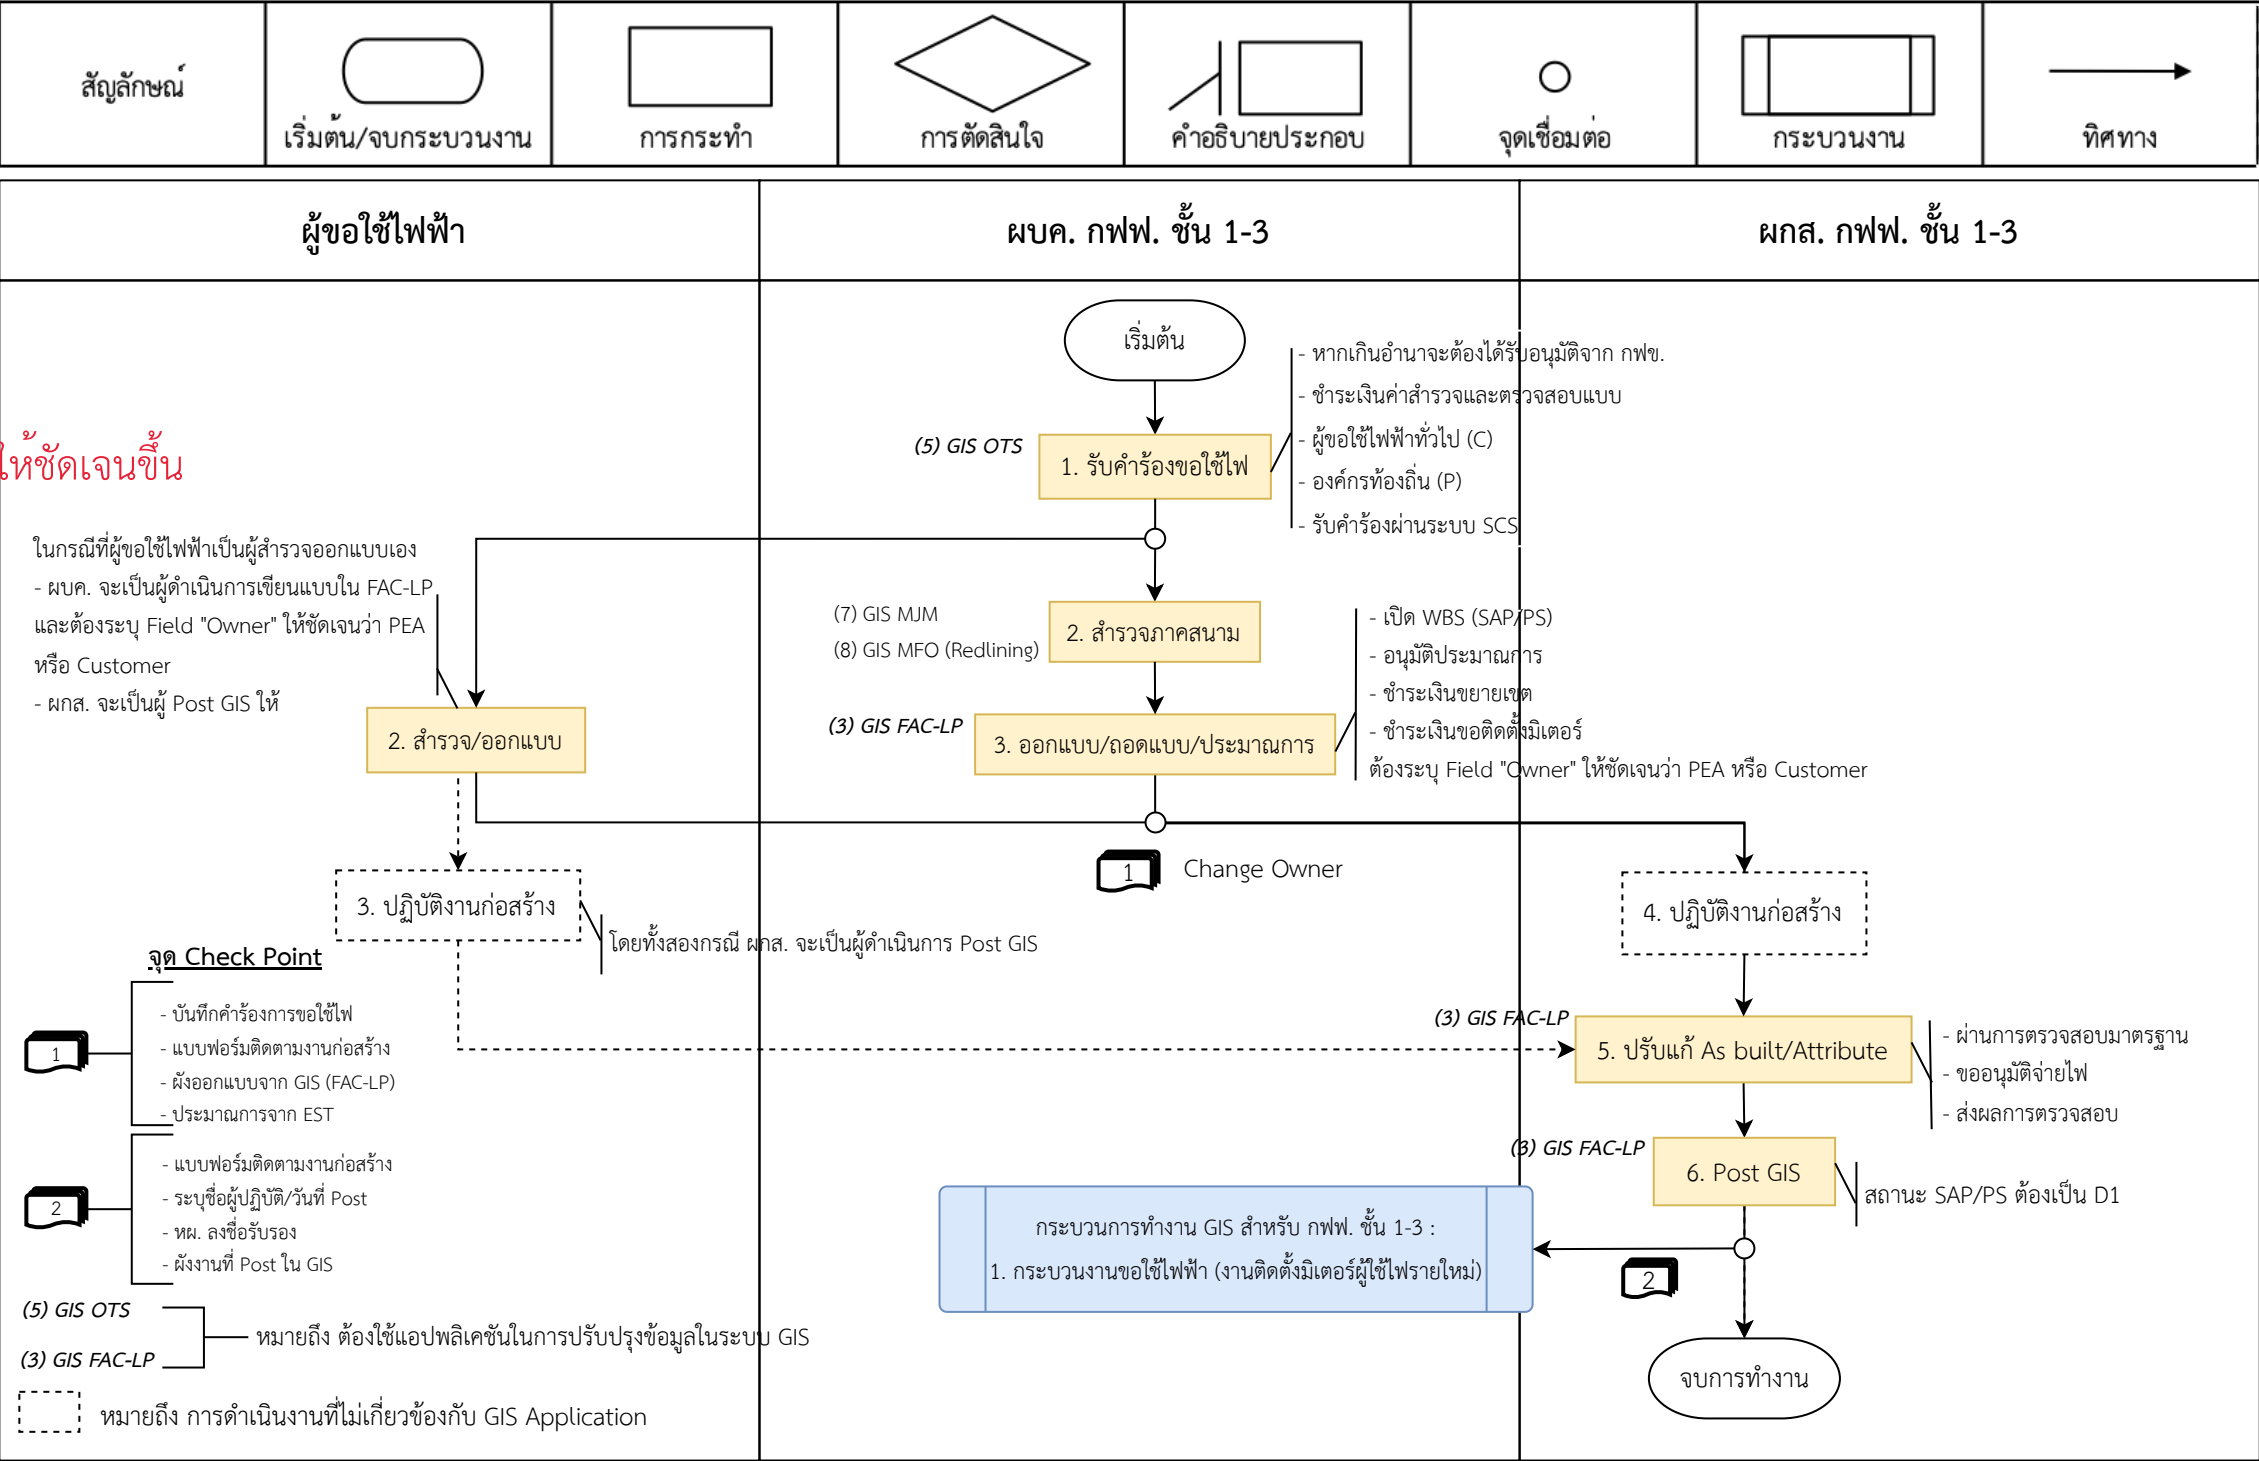 สัญลักษณ์
เริ่มต้น/จบกระบวนงาน
การกระทำ
การตัดสินใจ
คำอธิบายประกอบ
จุดเชื่อมต่อ
กระบวนงาน
ทิศทาง
ผู้ขอใช้ไฟฟ้า
ผบค. กฟฟ. ชั้น 1-3
ผกส. กฟฟ. ชั้น 1-3
เริ่มต้น
- หากเกินอำนาจะต้องได้รับอนุมัติจาก กฟข.
- ชำระเงินค่าสำรวจและตรวจสอบแบบ
- ผู้ขอใช้ไฟฟ้าทั่วไป (C)
- องค์กรท้องถิ่น (P)
- รับคำร้องผ่านระบบ SCS
(5) GIS OTS
1. รับคำร้องขอใช้ไฟ
ให้ชัดเจนขึ้น
ในกรณีที่ผู้ขอใช้ไฟฟ้าเป็นผู้สำรวจออกแบบเอง
- ผบค. จะเป็นผู้ดำเนินการเขียนแบบใน FAC-LP
และต้องระบุ Field "Owner" ให้ชัดเจนว่า PEA
หรือ Customer
- ผกส. จะเป็นผู้ Post GIS ให้
2. สำรวจ/ออกแบบ
(7) GIS MJM
(8) GIS MFO (Redlining)
2. สำรวจภาคสนาม
- เปิด WBS (SAP/PS)
- อนุมัติประมาณการ
- ชำระเงินขยายเขต
- ชำระเงินขอติดตั้งมิเตอร์
ต้องระบุ Field "Owner" ให้ชัดเจนว่า PEA หรือ Customer
(3) GIS FAC-LP
3. ออกแบบ/ถอดแบบ/ประมาณการ
1
Change Owner
3. ปฏิบัติงานก่อสร้าง
โดยทั้งสองกรณี ผกส. จะเป็นผู้ดำเนินการ Post GIS
4. ปฏิบัติงานก่อสร้าง
จุด Check Point
1
- บันทึกคำร้องการขอใช้ไฟ
- แบบฟอร์มติดตามงานก่อสร้าง
- ผังออกแบบจาก GIS (FAC-LP)
- ประมาณการจาก EST
(3) GIS FAC-LP
5. ปรับแก้ As built/Attribute
- ผ่านการตรวจสอบมาตรฐาน
- ขออนุมัติจ่ายไฟ
- ส่งผลการตรวจสอบ
2
- แบบฟอร์มติดตามงานก่อสร้าง
- ระบุชื่อผู้ปฏิบัติ/วันที่ Post
- หผ. ลงชื่อรับรอง
- ผังงานที่ Post ใน GIS
(3) GIS FAC-LP
6. Post GIS
สถานะ SAP/PS ต้องเป็น D1
กระบวนการทำงาน GIS สำหรับ กฟฟ. ชั้น 1-3 :
1. กระบวนงานขอใช้ไฟฟ้า (งานติดตั้งมิเตอร์ผู้ใช้ไฟรายใหม่)
2
(5) GIS OTS
(3) GIS FAC-LP
หมายถึง ต้องใช้แอปพลิเคชันในการปรับปรุงข้อมูลในระบบ GIS
จบการทำงาน
หมายถึง การดำเนินงานที่ไม่เกี่ยวข้องกับ GIS Application